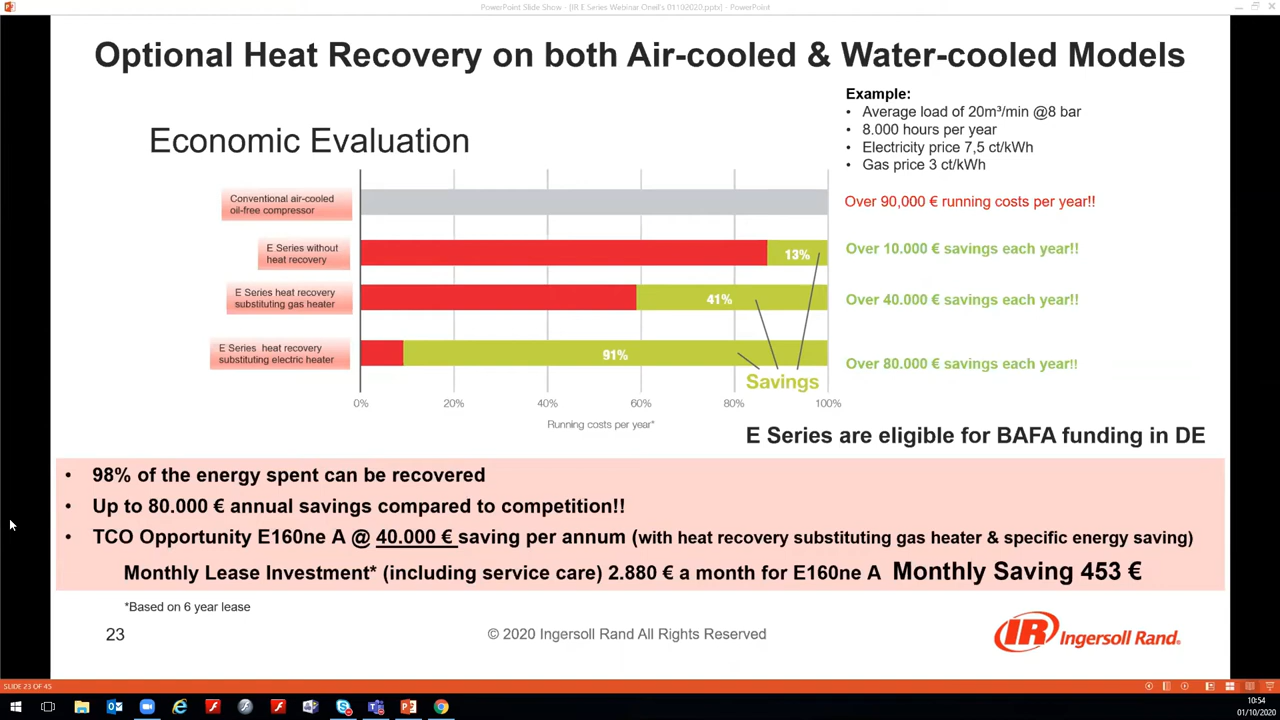 PowerPoint Slide Show - [IR E Series Webinar Oneil's 01102020.pptx] - PowerPoint
Optional Heat Recovery on both Air-cooled & Water-cooled Models
Example:
• Average load of 20m³/min @8 bar
• 8.000 hours per year
• Electricity price 7,5 ct/kWh
• Gas price 3 ct/kWh
Economic Evaluation
Conventional air-cooled
oil-free compressor
Over 90,000 € running costs per year!!
E Series without
heat recovery
13%
Over 10.000 € savings each year!!
E Series heat recovery
substituting gas heater
41%
Over 40.000 € savings each year!!
E Series heat recovery
substituting electric heater
91%
Over 80.000 € savings each year!!
Savings
0% 20% 40% 60% 80% 100%
Running costs per year*
E Series are eligible for BAFA funding in DE
• 98% of the energy spent can be recovered
• Up to 80.000 € annual savings compared to competition!!
• TCO Opportunity E160ne A @ 40.000 € saving per annum (with heat recovery substituting gas heater & specific energy saving)
Monthly Lease Investment* (including service care) 2.880 € a month for E160ne A Monthly Saving 453 €
*Based on 6 year lease
23
© 2020 Ingersoll Rand All Rights Reserved
IR Ingersoll Rand.
SLIDE 23 OF 45
10:54
01/10/2020